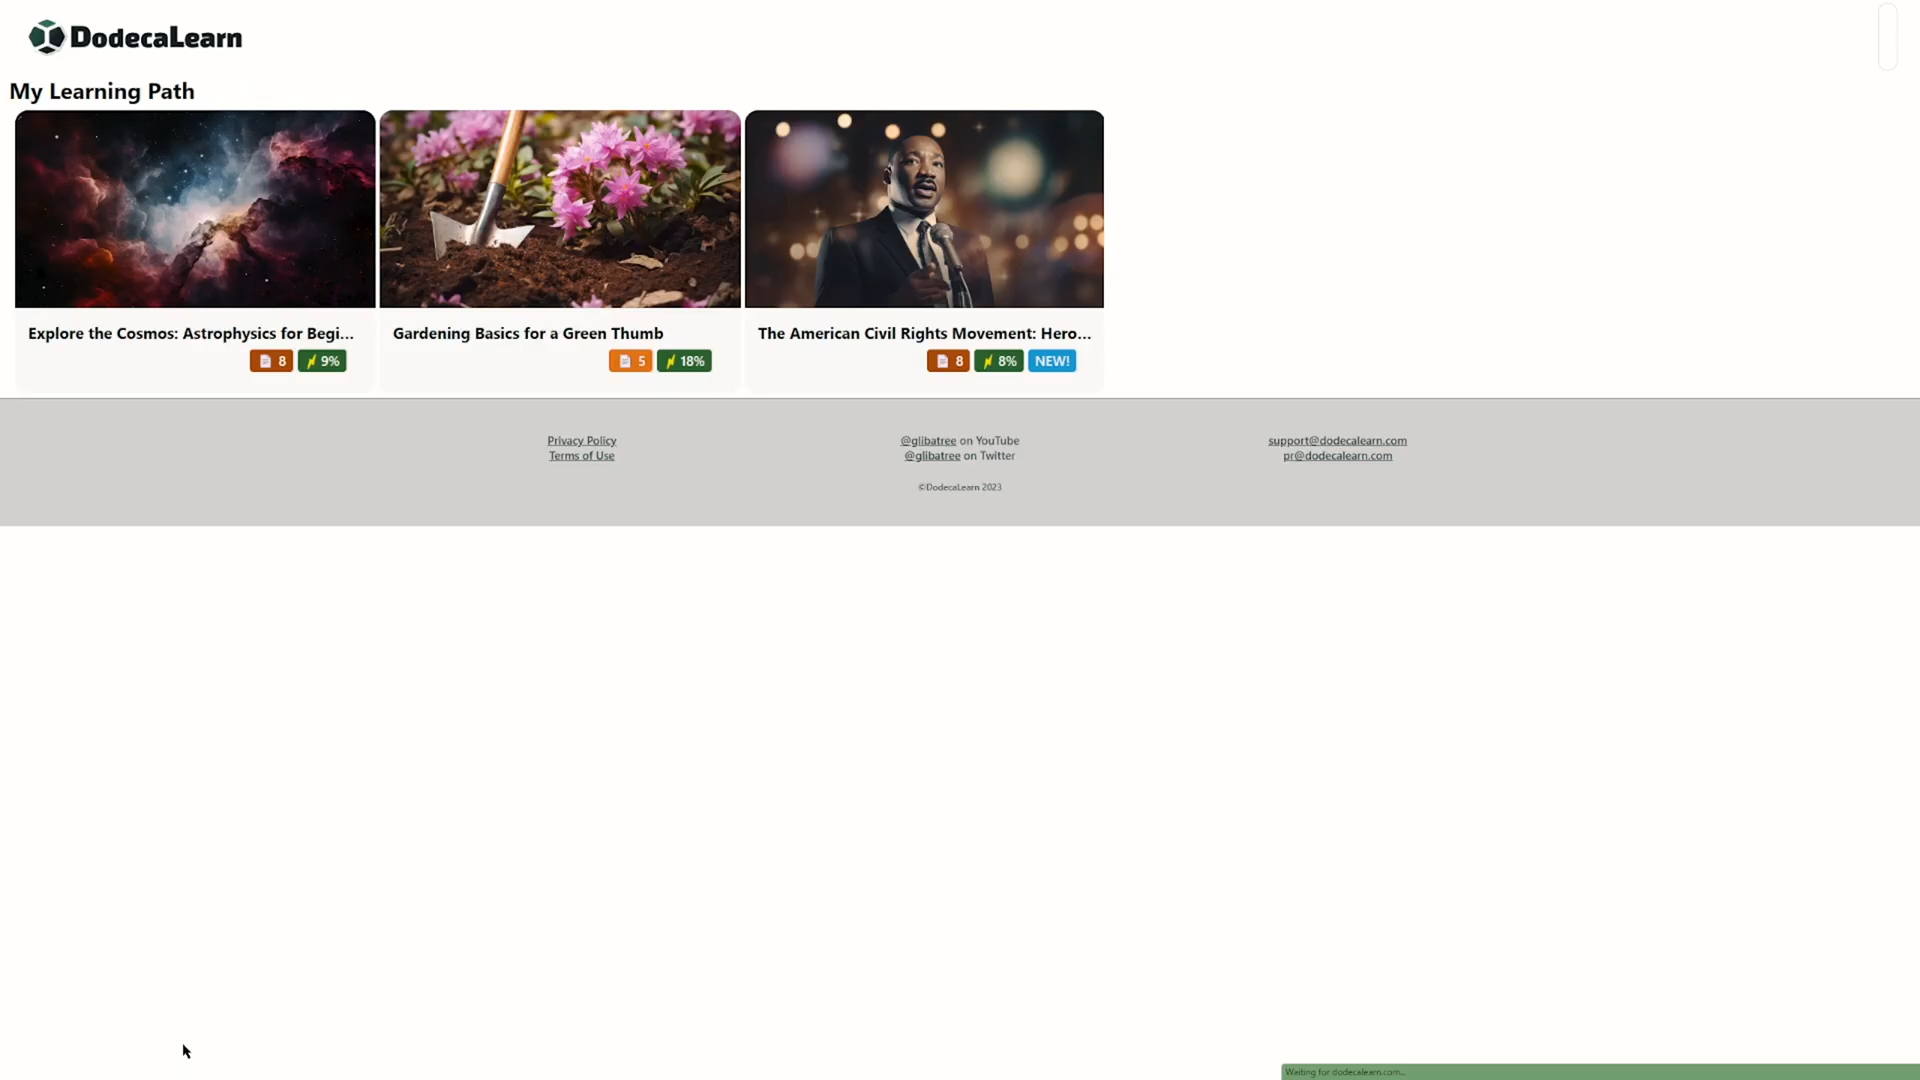 DodecaLearn
My Learning Path
Explore the Cosmos: Astrophysics for Begi...
8 9%
Gardening Basics for a Green Thumb
5 18%
The American Civil Rights Movement: Hero...
8 8% NEW!
Privacy Policy
Terms of Use
@glibatree on YouTube
@glibatree on Twitter
©DodecaLearn 2023
support@dodecalearn.com
pr@dodecalearn.com
Waiting for dodecalearn.com...